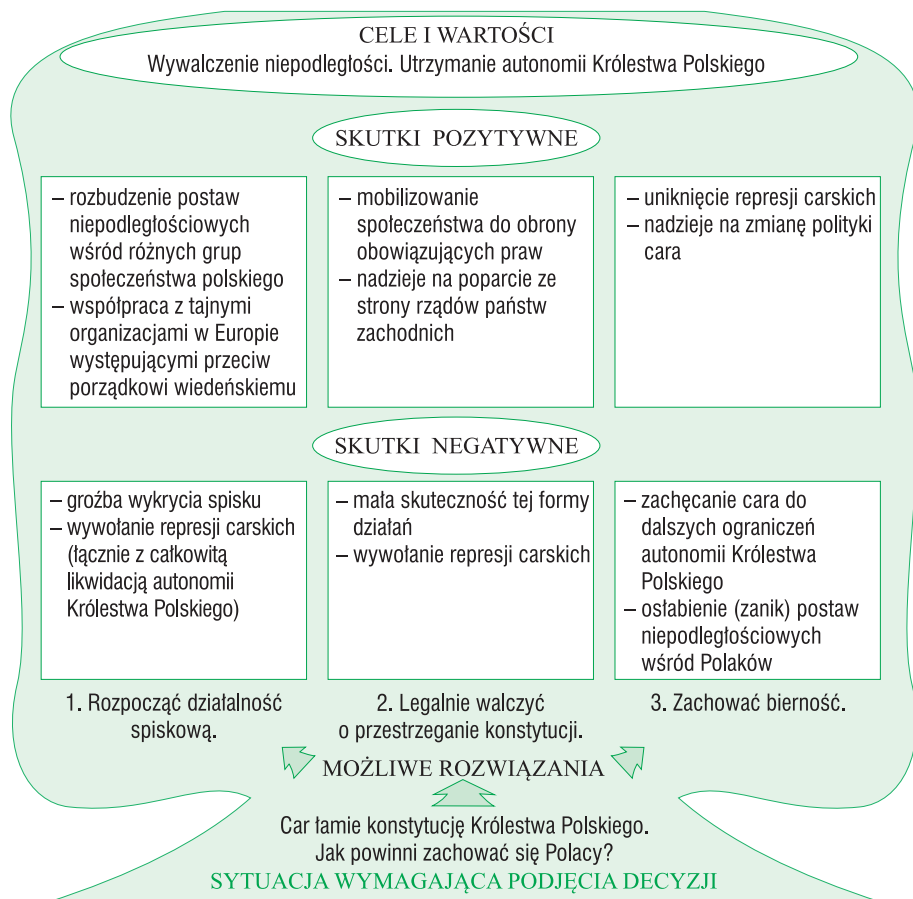 CELE I WARTOŚCI
Wywalczenie niepodległości. Utrzymanie autonomii Królestwa Polskiego
SKUTKI POZYTYWNE
– rozbudzenie postaw
niepodległościowych
wśród różnych grup
społeczeństwa polskiego
– współpraca z tajnymi
organizacjami w Europie
występującymi przeciw
porządkowi wiedeńskiemu
– mobilizowanie
społeczeństwa do obrony
obowiązujących praw
– nadzieje na poparcie ze
strony rządów państw
zachodnich
– uniknięcie represji carskich
– nadzieje na zmianę polityki
cara
SKUTKI NEGATYWNE
– groźba wykrycia spisku
– wywołanie represji carskich
(łącznie z całkowitą
likwidacją autonomii
Królestwa Polskiego)
– mała skuteczność tej formy
działań
– wywołanie represji carskich
– zachęcanie cara do
dalszych ograniczeń
autonomii Królestwa
Polskiego
– osłabienie (zanik) postaw
niepodległościowych
wśród Polaków
1. Rozpocząć działalność
spiskową.
2. Legalnie walczyć
o przestrzeganie konstytucji.
3. Zachować bierność.
MOŻLIWE ROZWIĄZANIA
Car łamie konstytucję Królestwa Polskiego.
Jak powinni zachować się Polacy?
SYTUACJA WYMAGAJĄCA PODJĘCIA DECYZJI